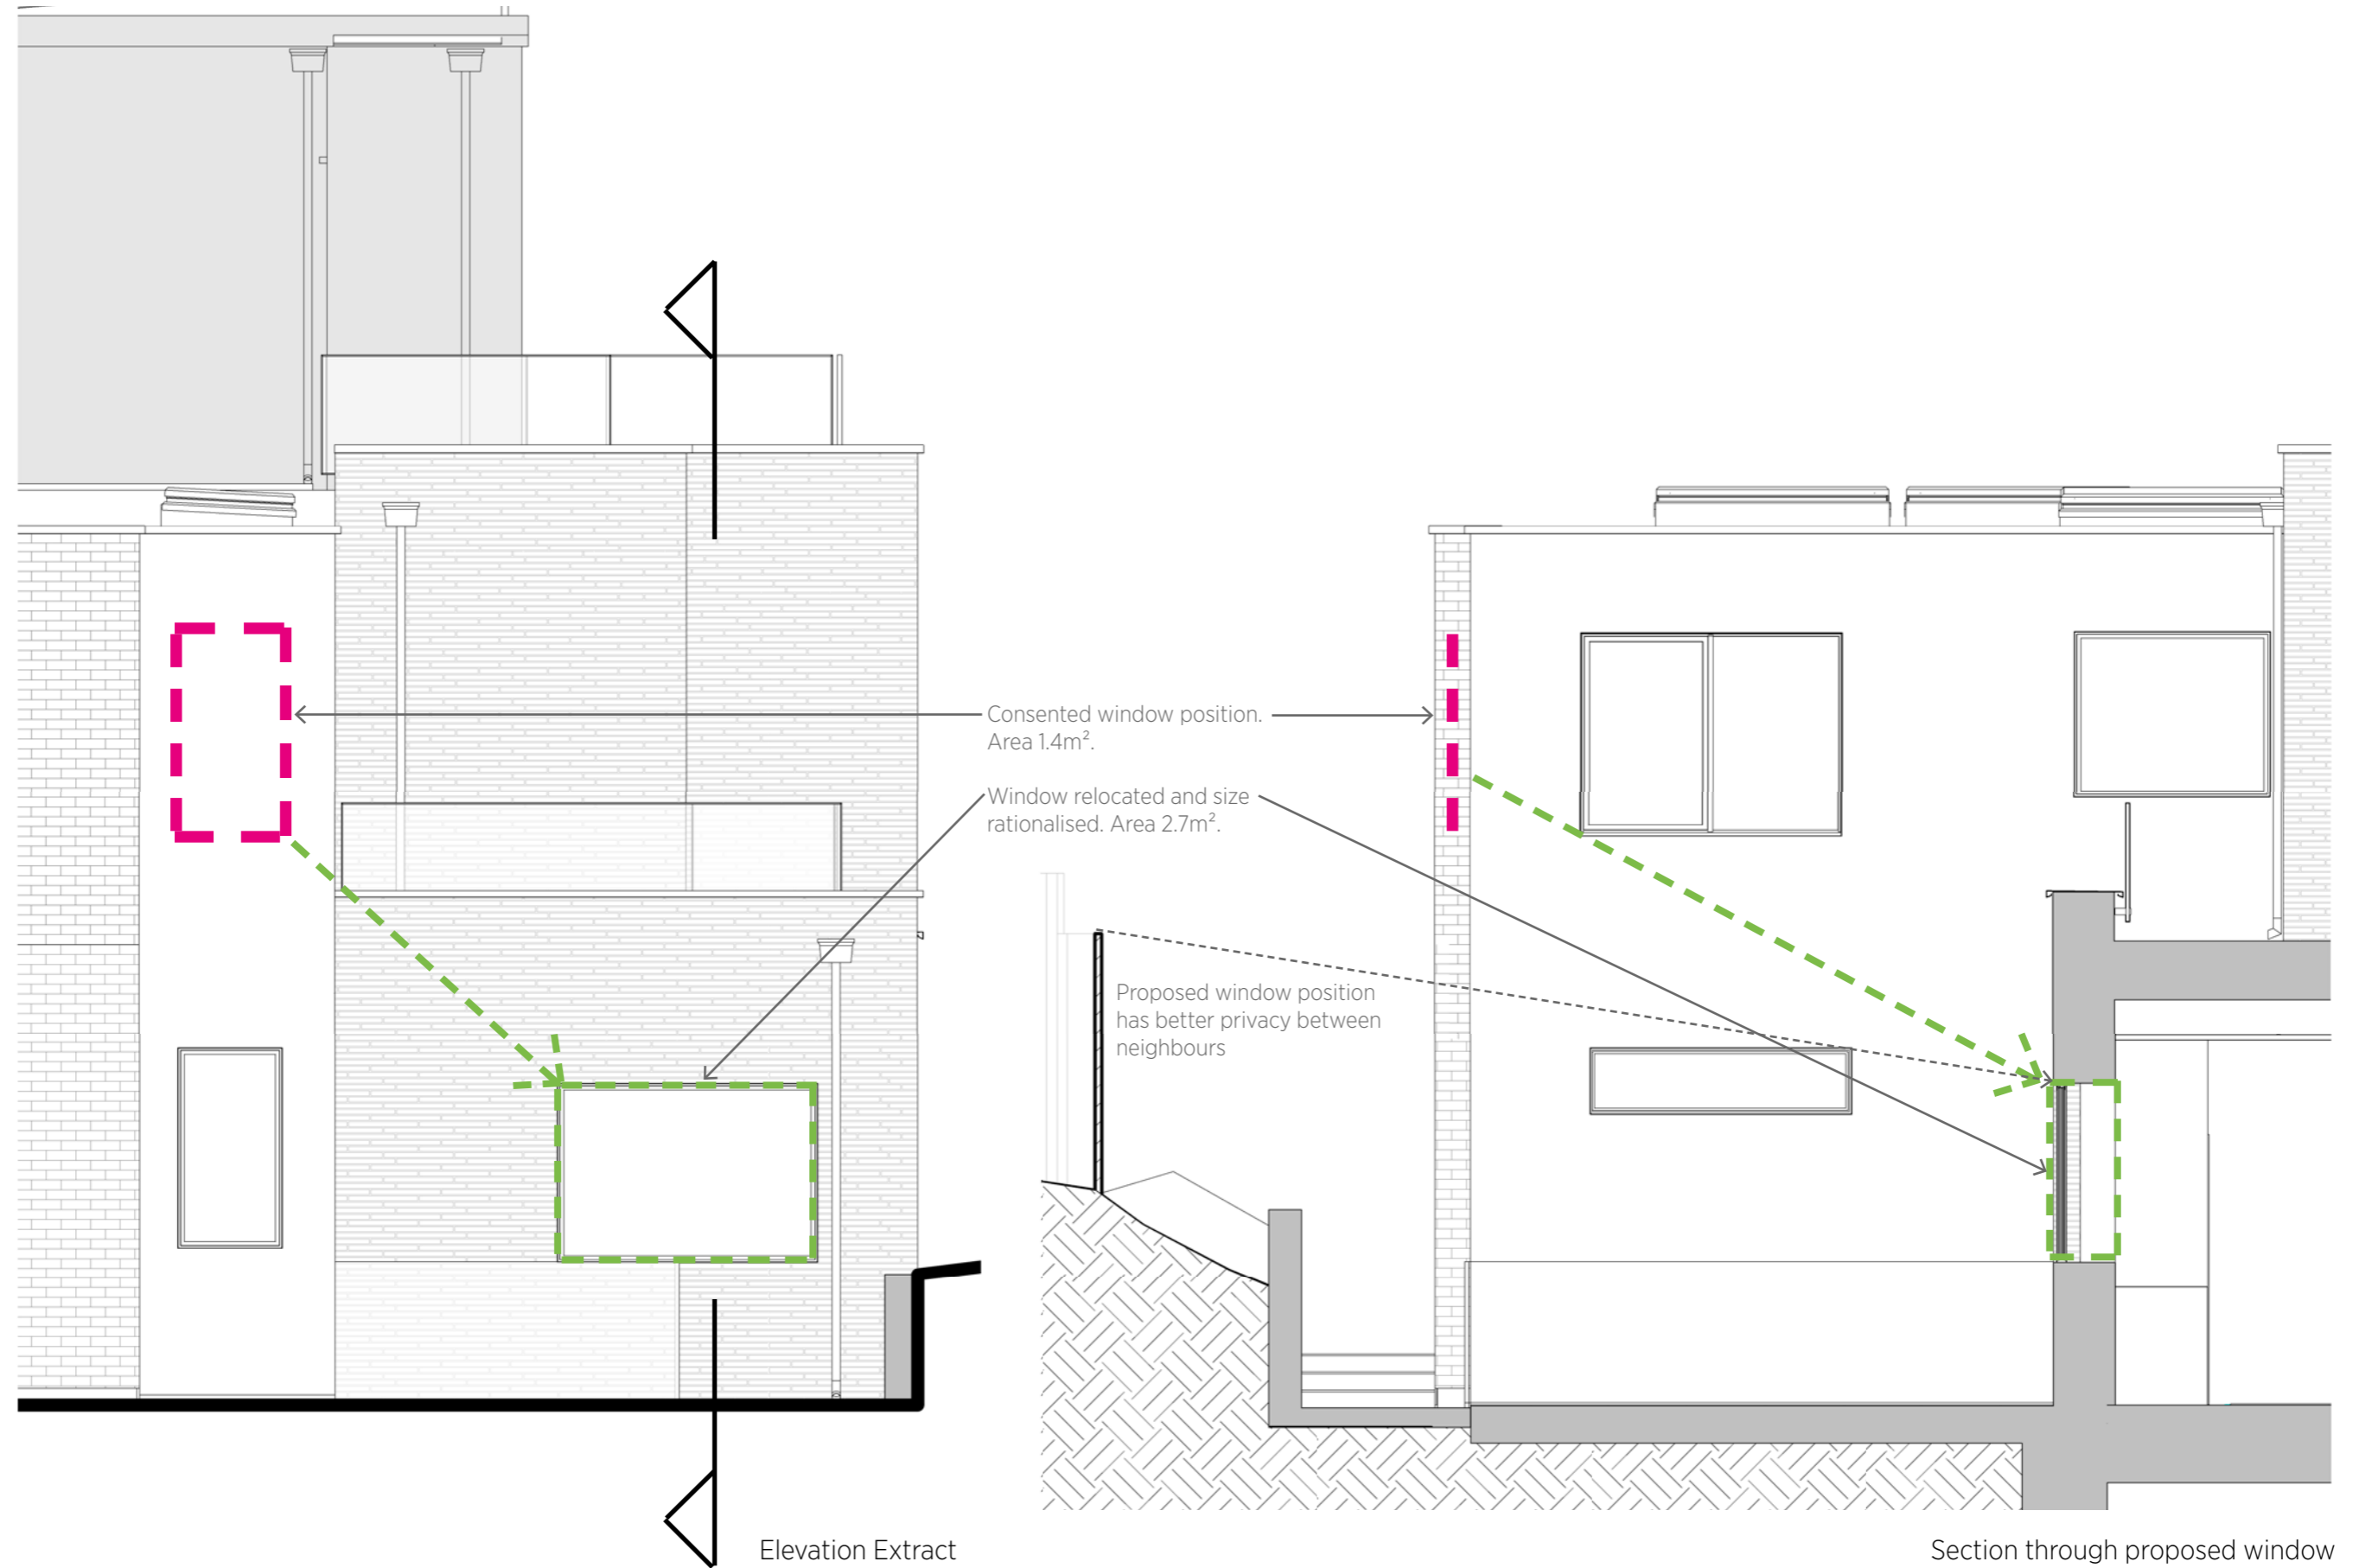 Consented window position.
Area 1.4m².
Window relocated and size
rationalised. Area 2.7m².
Proposed window position
has better privacy between
neighbours
Elevation Extract
Section through proposed window